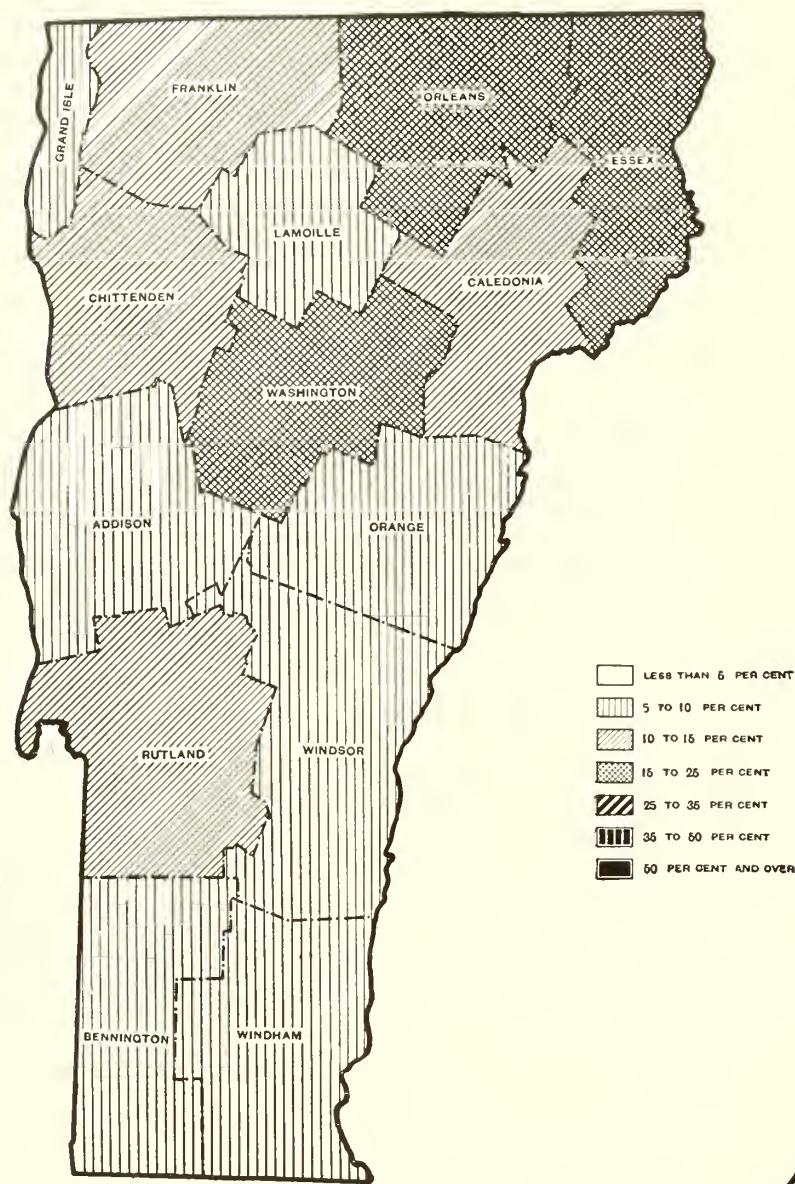 FRANKLIN
ORLEANS
GRAND ISLE
ESSEX
LAMOILLE
CALEDONIA
CHITTENDEN
WASHINGTON
ADDISON
ORANGE
RUTLAND
WINDSOR
BENNINGTON
WINDHAM
LESS THAN 5 PER CENT
5 TO 10 PER CENT
10 TO 15 PER CENT
15 TO 25 PER CENT
25 TO 35 PER CENT
35 TO 50 PER CENT
50 PER CENT AND OVER